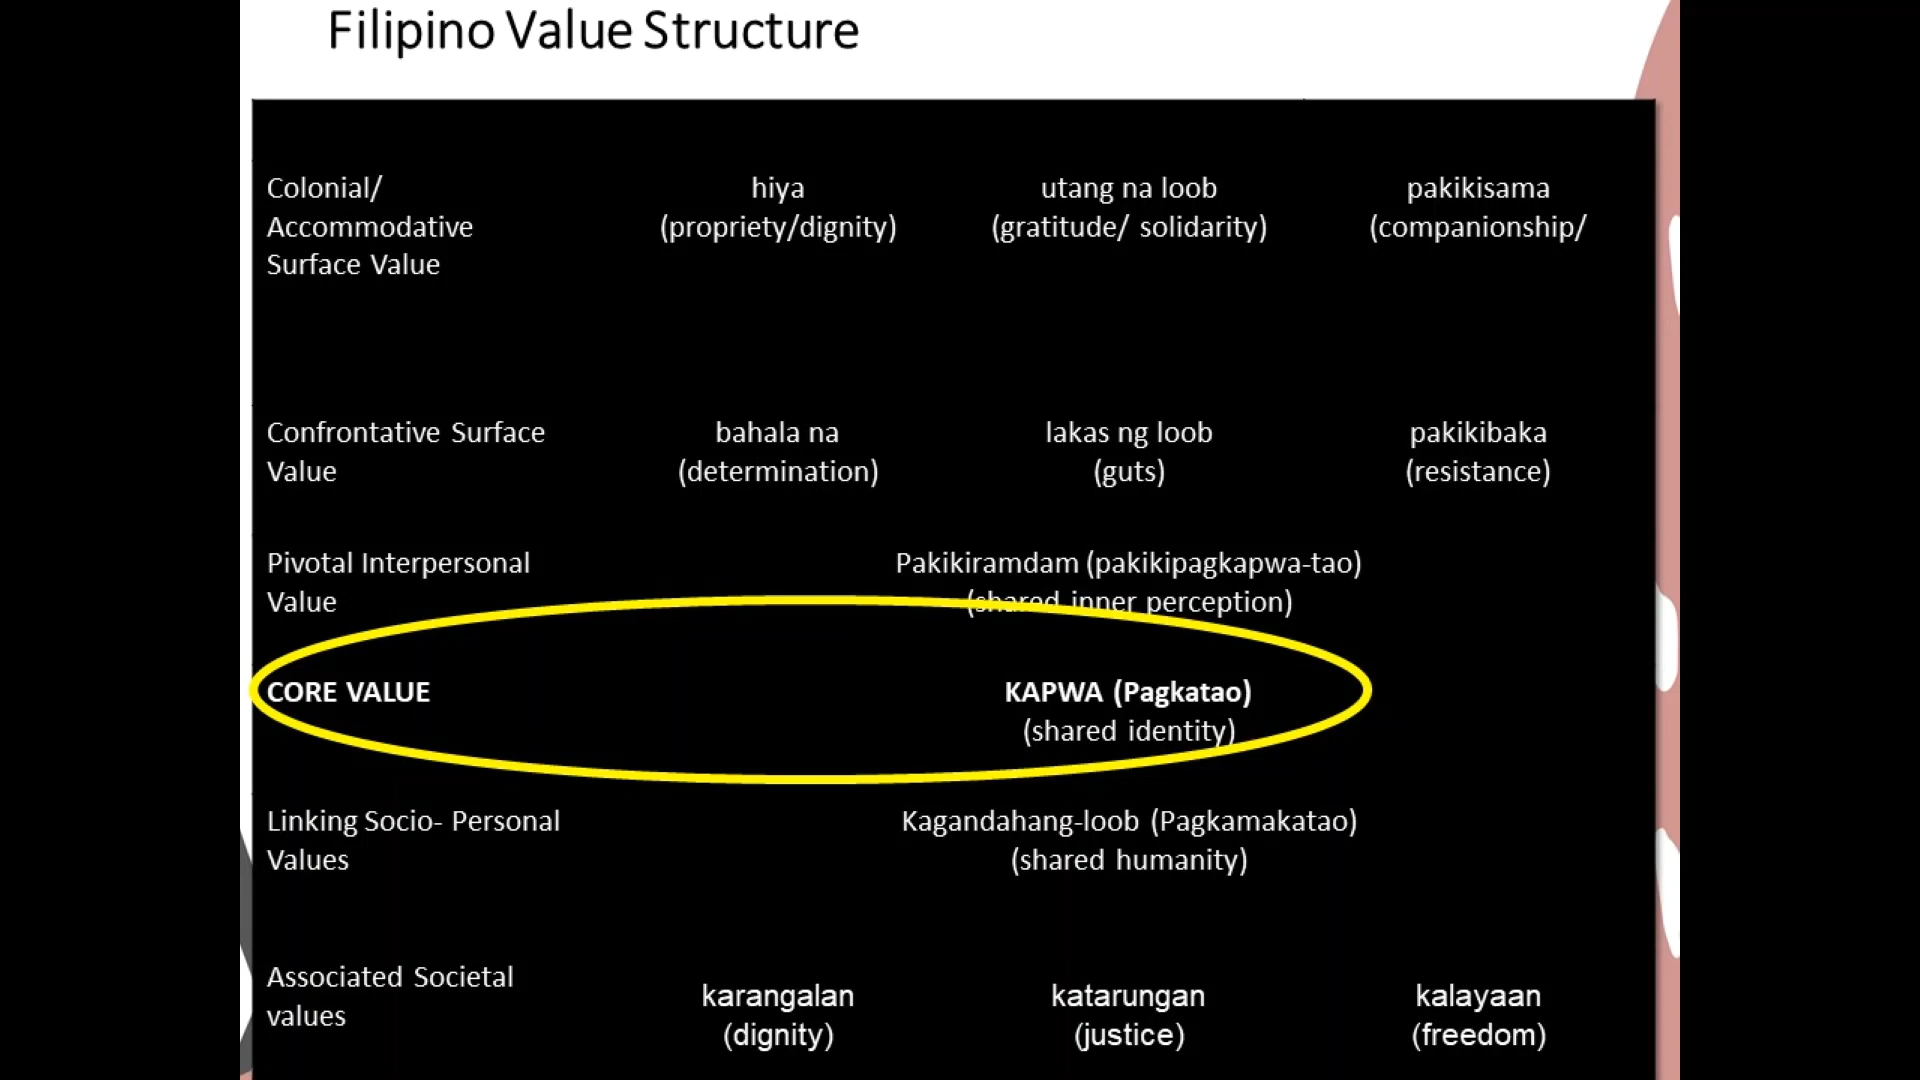 Filipino Value Structure
Colonial/
Accommodative
Surface Value
hiya
(propriety/dignity)
utang na loob
(gratitude/ solidarity)
pakikisama
(companionship/
Confrontative Surface
Value
bahala na
(determination)
lakas ng loob
(guts)
pakikibaka
(resistance)
Pivotal Interpersonal
Value
Pakikiramdam (pakikipagkapwa-tao)
(shared inner perception)
CORE VALUE
KAPWA (Pagkatao)
(shared identity)
Linking Socio- Personal
Values
Kagandahang-loob (Pagkamakatao)
(shared humanity)
Associated Societal
values
karangalan
(dignity)
katarungan
(justice)
kalayaan
(freedom)